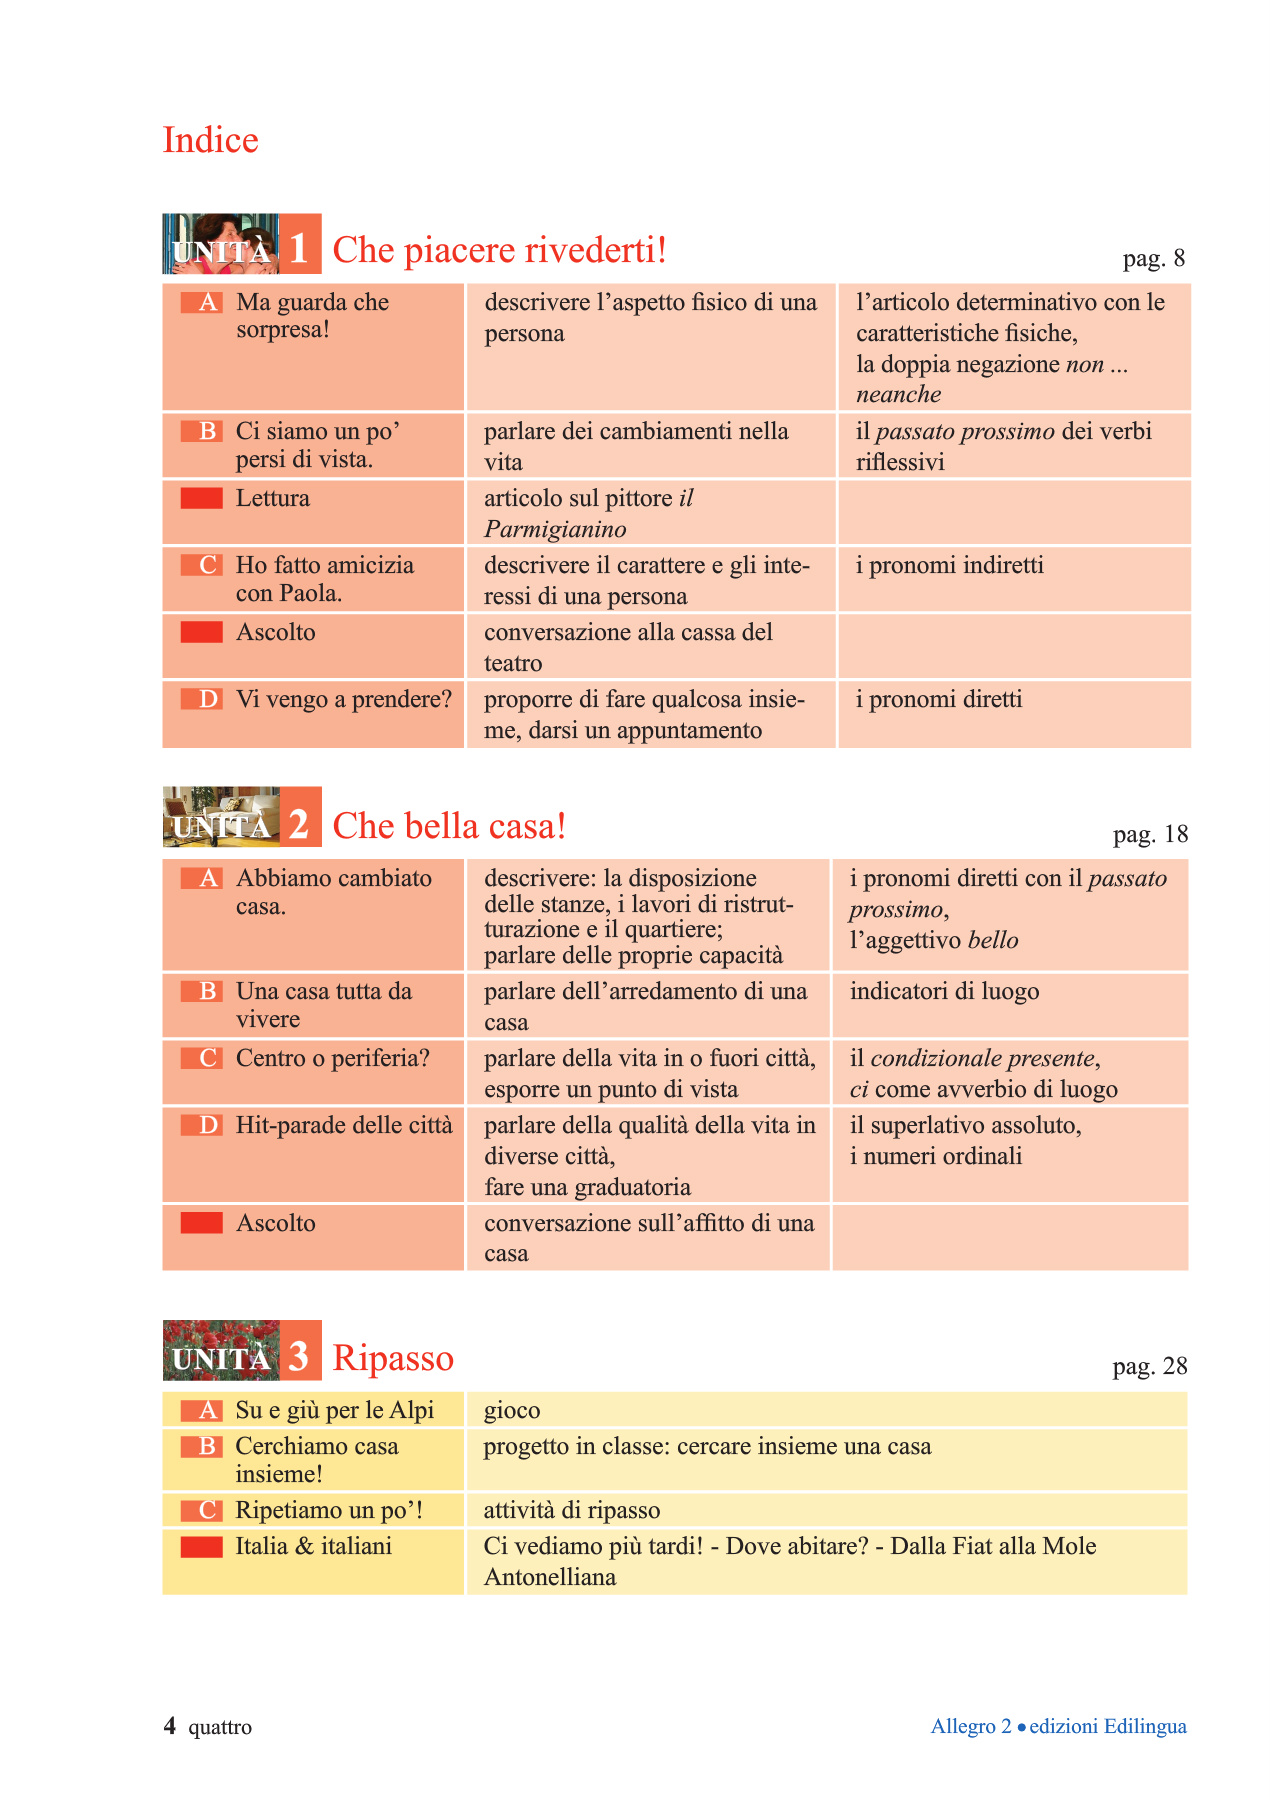 Indice
UNITÀ 1 Che piacere rivederti! pag. 8
A Ma guarda che
sorpresa!
descrivere l’aspetto fisico di una
persona
l’articolo determinativo con le
caratteristiche fisiche,
la doppia negazione non ...
neanche
B Ci siamo un po’
persi di vista.
parlare dei cambiamenti nella
vita
il passato prossimo dei verbi
riflessivi
Lettura
articolo sul pittore il
Parmigianino
C Ho fatto amicizia
con Paola.
descrivere il carattere e gli inte-
ressi di una persona
i pronomi indiretti
Ascolto
conversazione alla cassa del
teatro
D Vi vengo a prendere?
proporre di fare qualcosa insie-
me, darsi un appuntamento
i pronomi diretti
UNITÀ 2 Che bella casa! pag. 18
A Abbiamo cambiato
casa.
descrivere: la disposizione
delle stanze, i lavori di ristrut-
turazione e il quartiere;
parlare delle proprie capacità
i pronomi diretti con il passato
prossimo,
l’aggettivo bello
B Una casa tutta da
vivere
parlare dell’arredamento di una
casa
indicatori di luogo
C Centro o periferia?
parlare della vita in o fuori città,
esporre un punto di vista
il condizionale presente,
ci come avverbio di luogo
D Hit-parade delle città
parlare della qualità della vita in
diverse città,
fare una graduatoria
il superlativo assoluto,
i numeri ordinali
Ascolto
conversazione sull’affitto di una
casa
UNITÀ 3 Ripasso pag. 28
A Su e giù per le Alpi
gioco
B Cerchiamo casa
insieme!
progetto in classe: cercare insieme una casa
C Ripetiamo un po’!
attività di ripasso
Italia & italiani
Ci vediamo più tardi! - Dove abitare? - Dalla Fiat alla Mole
Antonelliana
4 quattro
Allegro 2 • edizioni Edilingua